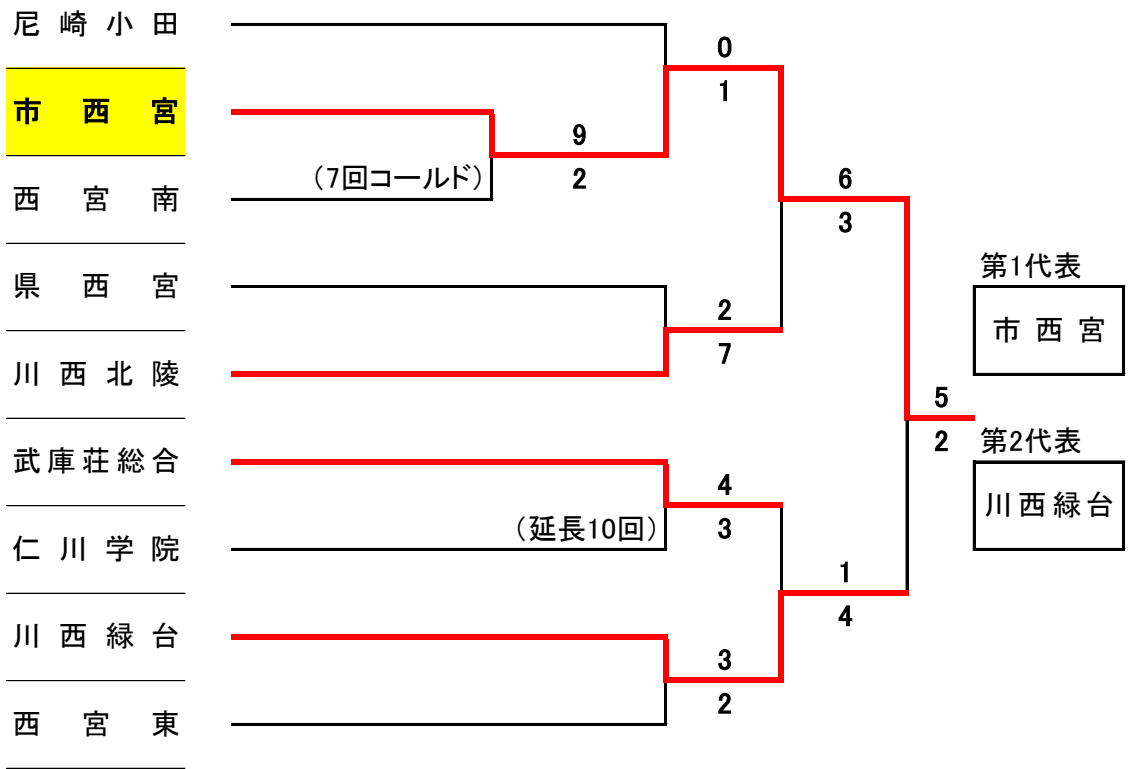 尼崎小田
0
1
市西宮
9
(7回コールド)
2
西宮南
6
3
県西宮
第1代表
2
市西宮
7
川西北陵
5
2
第2代表
武庫荘総合
4
川西緑台
(延長10回)
3
仁川学院
1
4
川西緑台
3
2
西宮東